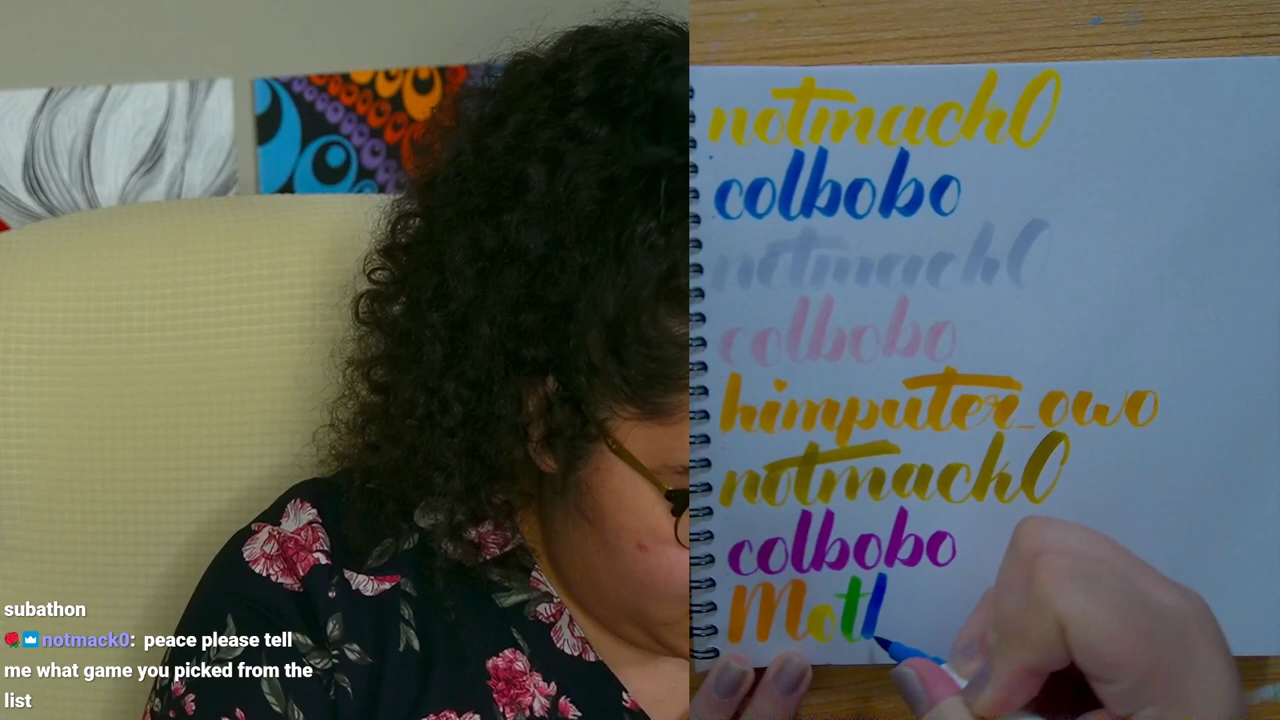 subathon
notmack0: peace please tell
me what game you picked from the
list
notmack0
colbobo
notmack0
colbobo
himputer_owo
notmack0
colbobo
Motl